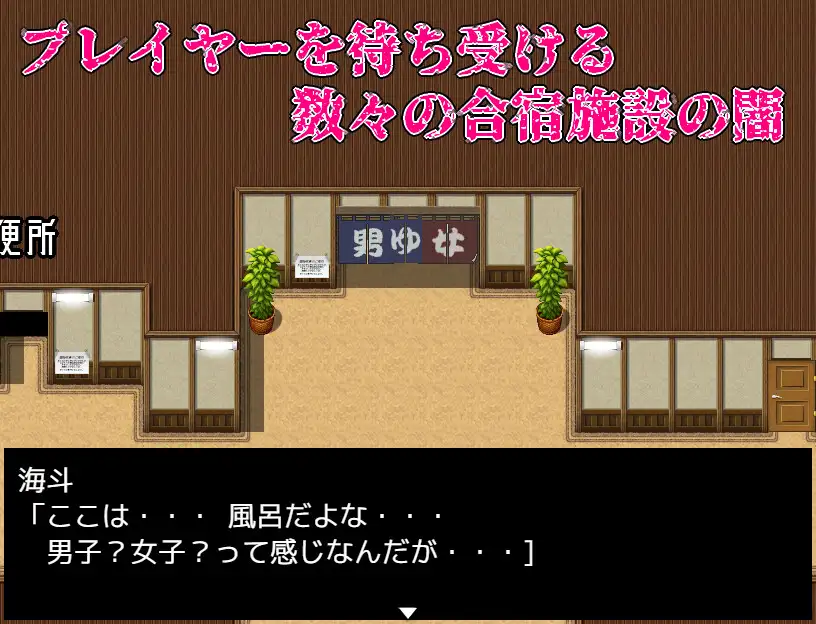 プレイヤーを待ち受ける
数々の合宿施設の闇
男ゆ女
便所
海斗
「ここは・・・ 風呂だよな・・・
男子？女子？って感じなんだが・・・]